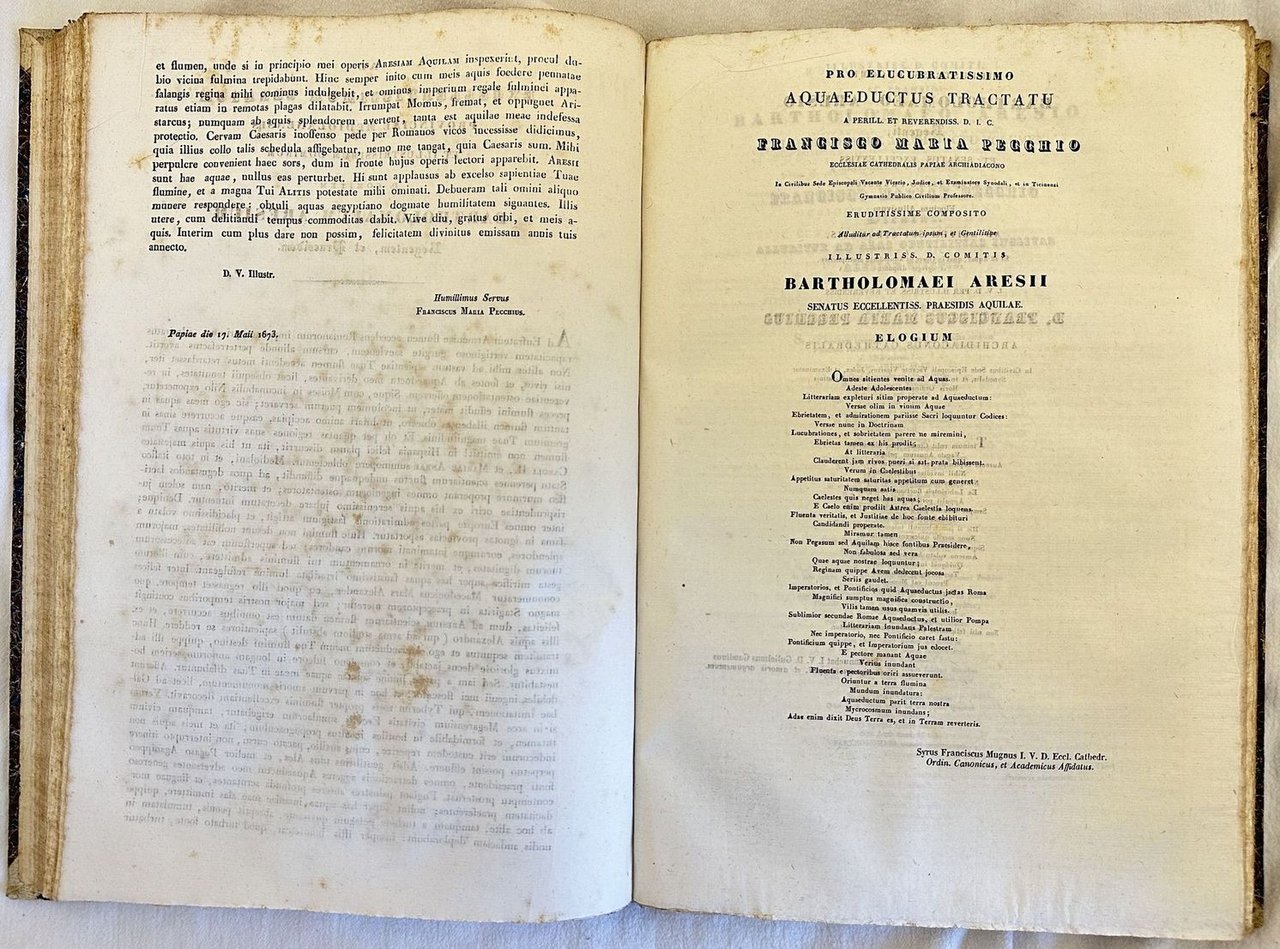 et flumen, unde si in principio mei operis ARESIAM AQUILAM inspexerint, procul du-
bio vicina fulmina trepidabunt. Hinc semper inito cum meis aquis foedere pennatae
falangis regina mihi cominus indulgebit, et ominus imperium regale fulminei appa-
ratus etiam in remotas plagas dilatabit. Irrumpat Momus, fremat, et oppugnet Ari-
starcus; numquam ab aquis splendorem avertent, tanta est aquilae meae indefessa
protectio. Cervam Caesaris inoffenso pede per Romanos vicos incessisse didicimus,
quia illius collo talis schedula affigebatur, nemo me tangat, quia Caesaris sum. Mihi
perpulcre convenient haec sors, dum in fronte hujus operis lectori apparebit. ARESII
sunt hae aquae, nullus eas perturbet. Hi sunt applausus ab excelso sapientiae Tuae
flumine, et a magna Tui ALITIS potestate mihi ominati. Debueram tali omini aliquo
munere respondere: obtuli aquas aegyptiano dogmate humilitatem signantes. Illis
utere, cum delitiandi tempus commoditas dabit. Vive diu, gratus orbi, et meis a-
quis. Interim cum plus dare non possim, felicitatem divinitus emissam annis tuis
annecto.
D. V. Illustr.
Humillimus Servus
FRANCISCUS MARIA PECCHIUS.
Papiae die 17. Maii 1673.
PRO ELUCUBRATISSIMO
AQUAEDUCTUS TRACTATU
A PERILL. ET REVERENDISS. D. I. C.
FRANCISCO MARIA PECCHIO
ECCLESIAE CATHEDRALIS PAPIAE ARCHIADIACONO
In Civilibus Sede Episcopali Vacante Vicario, Judice, et Examinatore Synodali, et in Ticinensi
Gymnasio Publico Civilium Professore.
ERUDITISSIME COMPOSITO
Alluditur ad Tractatum ipsum, et Gentilitiae
ILLUSTRISS. D. COMITIS
BARTHOLOMAEI ARESII
SENATUS ECCELLENTISS. PRAESIDIS AQUILAE.
ELOGIUM
Omnes sitientes venite ad Aquas.
Adeste Adolescentes
Litterariam expleturi sitim properate ad Aquaeductum:
Versae olim in vinum Aquae
Ebrietatem, et admirationem pariisse Sacri loquuntur Codices:
Versae nunc in Doctrinam
Lucubrationes, et sobrietatem parere ne miremini,
Ebrietas tamen ex his prodit;
At litteraria
Clauderent jam rivos pueri si sat prata bibissent.
Verum in Caelestibus
Appetitus saturitatem saturitas appetitum cum generet
Numquam satis
Caelestes quis neget has aquas;
E Caelo enim prodiit Astrea Caelestia loquens.
Fluenta veritatis, et Justitiae de hoc fonte ebibituri
Candidandi properate.
Miramur tamen
Non Pegasum sed Aquilam hisce fontibus Praesidere,
Non fabulosa sed vera
Quae aquae nostrae loquuntur;
Reginam quippe Avem dedecent jocosa
Seriis gaudet.
Imperatorios, et Pontificios quid Aquaeductus jactas Roma
Magnifici sumptus magnifica constructio,
Vilis tamen usus quamvis utilis.
Sublimior secundae Romae Aquaeductus, et utilior Pompa
Litterariam inundans Palestram
Nec imperatorio, nec Pontificio caret fastu:
Pontificium quippe, et Imperatorium jus edocet.
E pectore manant Aquae
Verius inundant
Fluenta e pectoribus oriri assueverunt.
Oriuntur a terra flumina
Mundum inundatura:
Aquaeductum parit terra nostra
Mycrocosmum inundans;
Adae enim dixit Deus Terra es, et in Terram reverteris.
Syrus Franciscus Mugnus I. V. D. Eccl. Cathedr.
Ordin. Canonicus, et Academicus Affidatus.